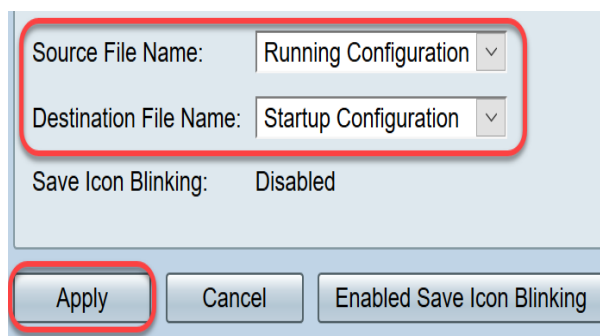 Source File Name: Running Configuration
Destination File Name: Startup Configuration
Save Icon Blinking: Disabled
Apply Cancel Enabled Save Icon Blinking